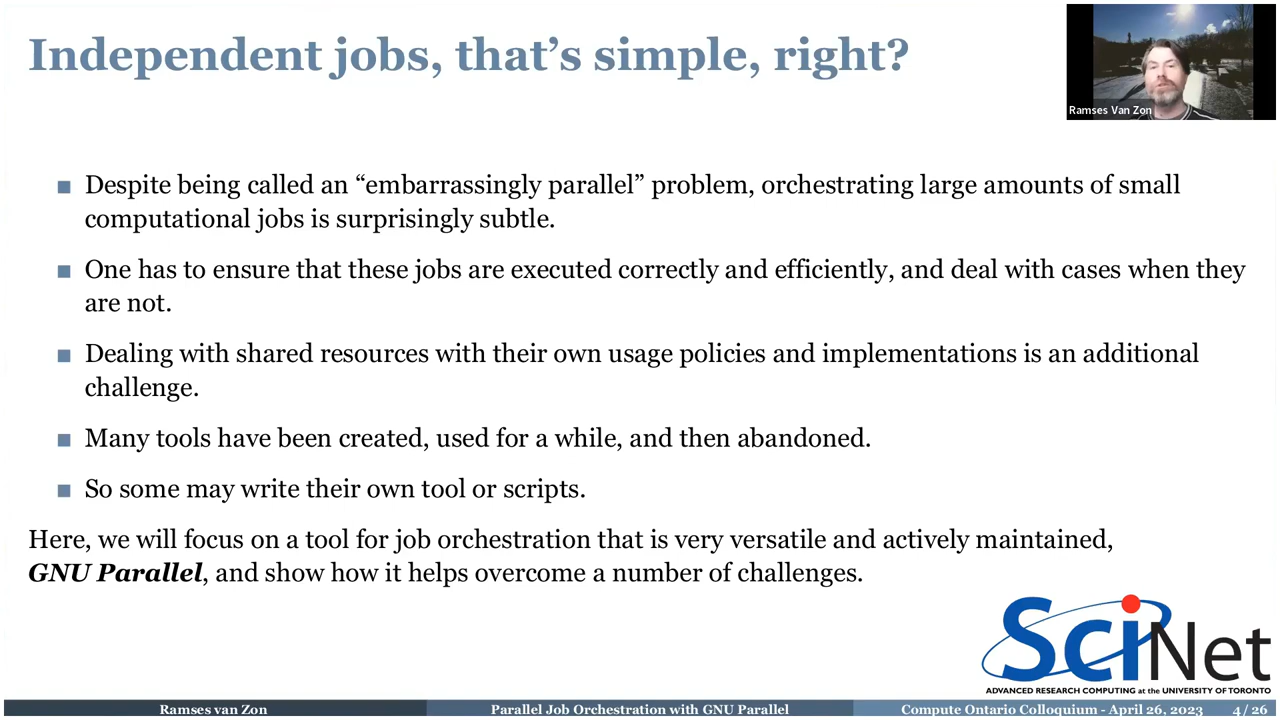 Independent jobs, that’s simple, right?
Ramses Van Zon
Despite being called an “embarrassingly parallel” problem, orchestrating large amounts of small
computational jobs is surprisingly subtle.
One has to ensure that these jobs are executed correctly and efficiently, and deal with cases when they
are not.
Dealing with shared resources with their own usage policies and implementations is an additional
challenge.
Many tools have been created, used for a while, and then abandoned.
So some may write their own tool or scripts.
Here, we will focus on a tool for job orchestration that is very versatile and actively maintained,
GNU Parallel, and show how it helps overcome a number of challenges.
SciNet
ADVANCED RESEARCH COMPUTING at the UNIVERSITY OF TORONTO
Ramses van Zon
Parallel Job Orchestration with GNU Parallel
Compute Ontario Colloquium - April 26, 2023
4 / 26